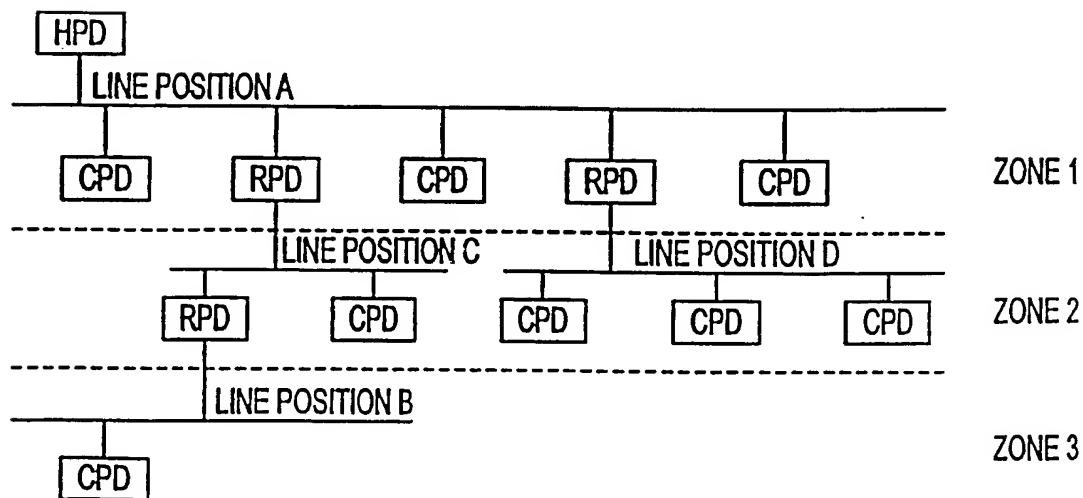 HPD
LINE POSITION A
CPD RPD CPD RPD CPD ZONE 1
LINE POSITION C LINE POSITION D
RPD CPD CPD CPD CPD ZONE 2
LINE POSITION B
CPD ZONE 3